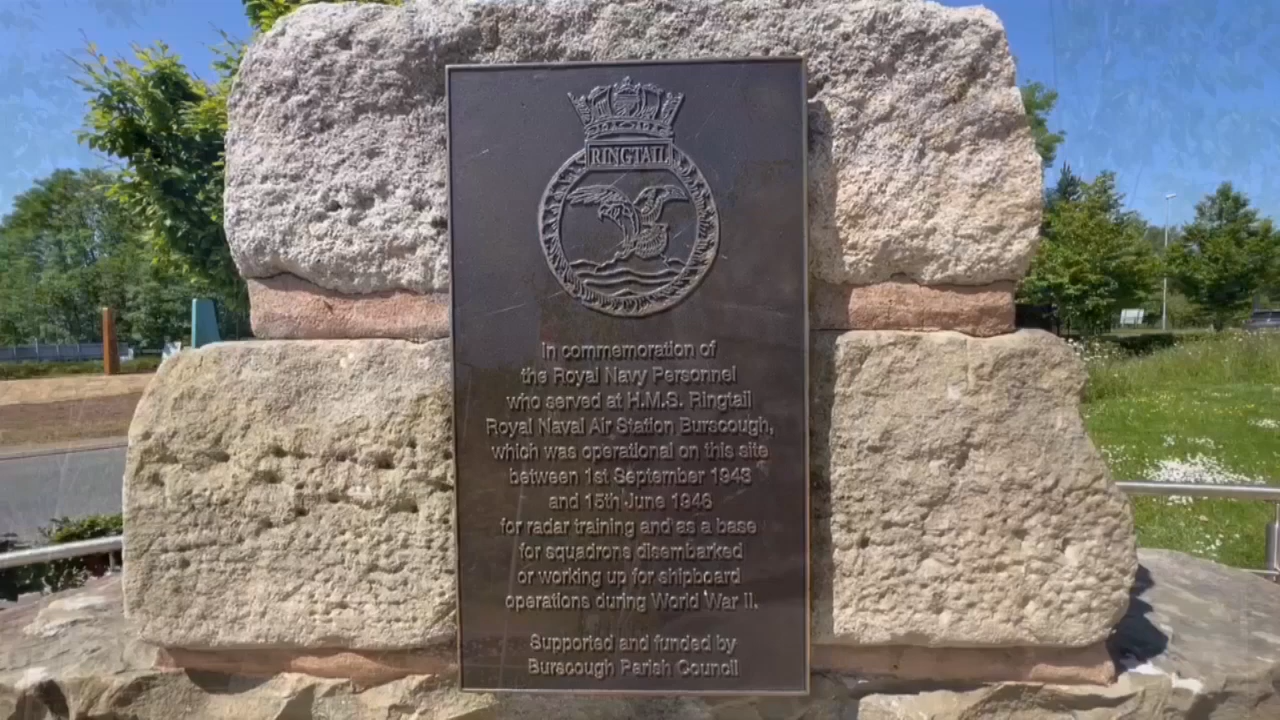 RINGTAIL
In commemoration of
the Royal Navy Personnel
who served at H.M.S. Ringtail
Royal Naval Air Station Burscough,
which was operational on this site
between 1st September 1943
and 15th June 1946
for radar training and as a base
for squadrons disembarked
or working up for shipboard
operations during World War II.
Supported and funded by
Burscough Parish Council